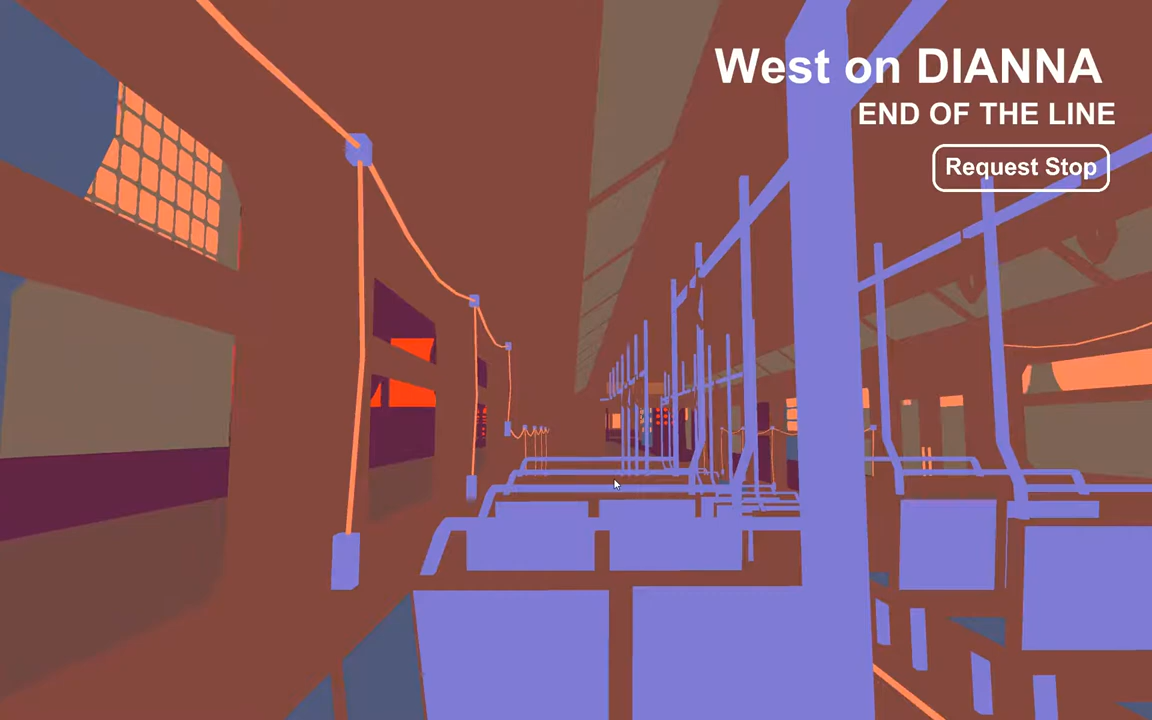 West on DIANNA
END OF THE LINE
Request Stop